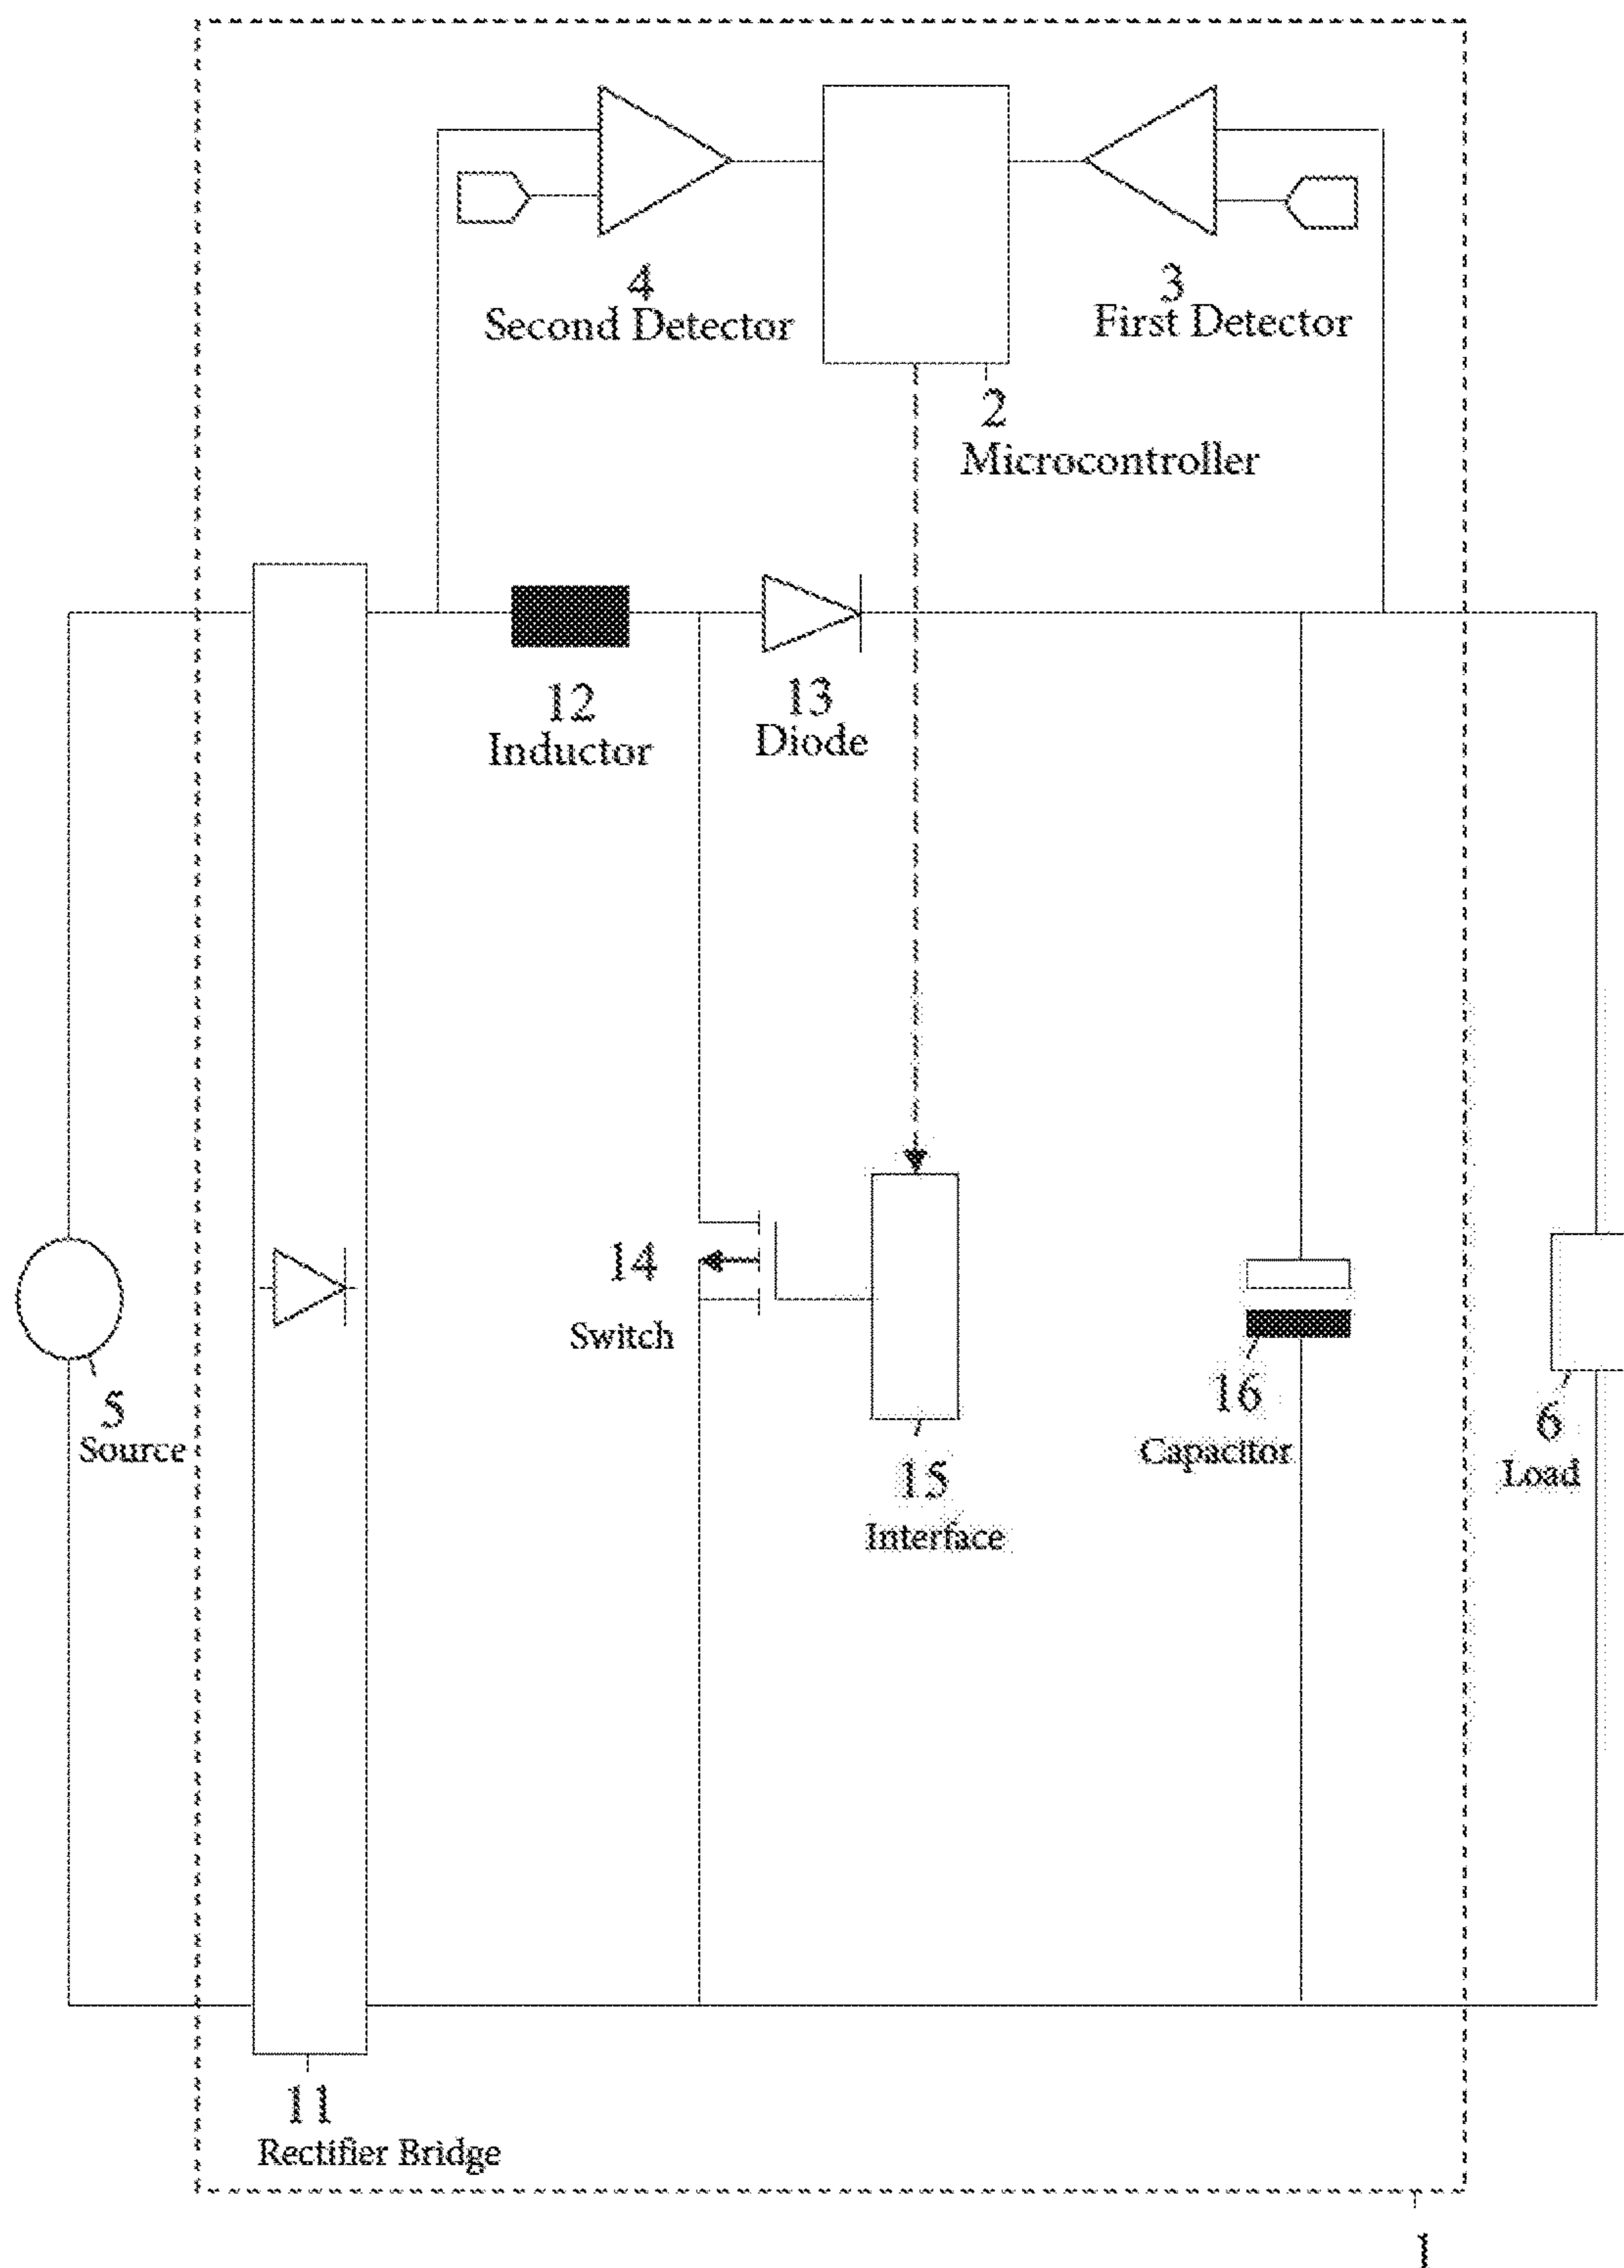 4
Second Detector
3
First Detector
2
Microcontroller
12
Inductor
13
Diode
14
Switch
5
Source
15
Interface
16
Capacitor
6
Load
11
Rectifier Bridge
1